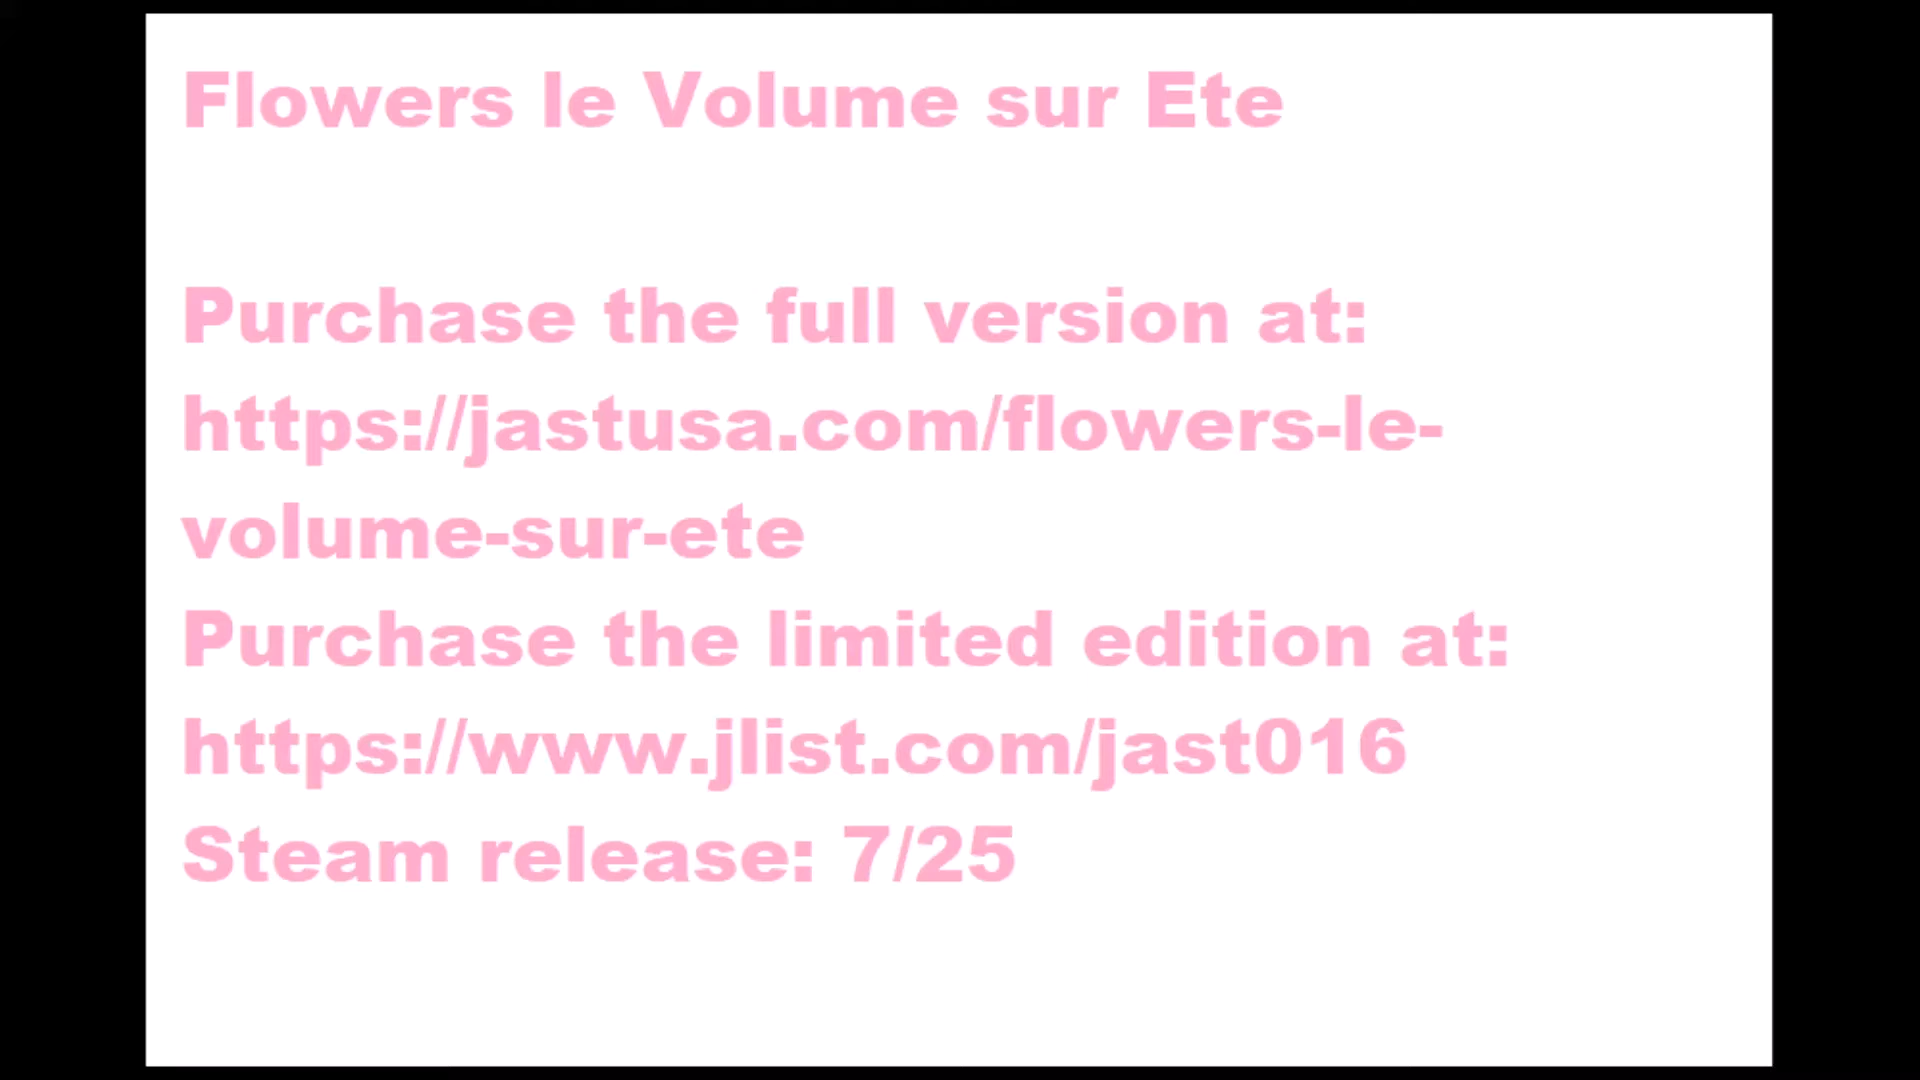 Flowers le Volume sur Ete
Purchase the full version at:
https://jastusa.com/flowers-le-
volume-sur-ete
Purchase the limited edition at:
https://www.jlist.com/jast016
Steam release: 7/25